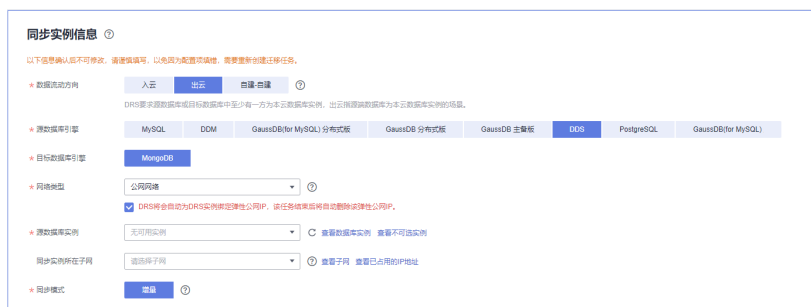 同步实例信息
以下信息确认后不可修改，请谨慎填写，以免因为配置项填错，需要重新创建迁移任务。
* 数据流动方向 入云 出云 自建-自建
DRS要求源数据库或目标数据库中至少有一方为本云数据库实例，出云指源端数据库为本云数据库实例的场景。
* 源数据库引擎 MySQL DDM GaussDB(for MySQL) 分布式版 GaussDB 分布式版 GaussDB 主备版 DDS PostgreSQL GaussDB(for MySQL)
* 目标数据库引擎 MongoDB
* 网络类型 公网网络
DRS将会自动为DRS实例绑定弹性公网IP，该任务结束后将自动删除该弹性公网IP。
* 源数据库实例 无可用实例 查看数据库实例 查看不可选实例
同步实例所在子网 请选择子网 查看子网 查看已占用的IP地址
* 同步模式 增量